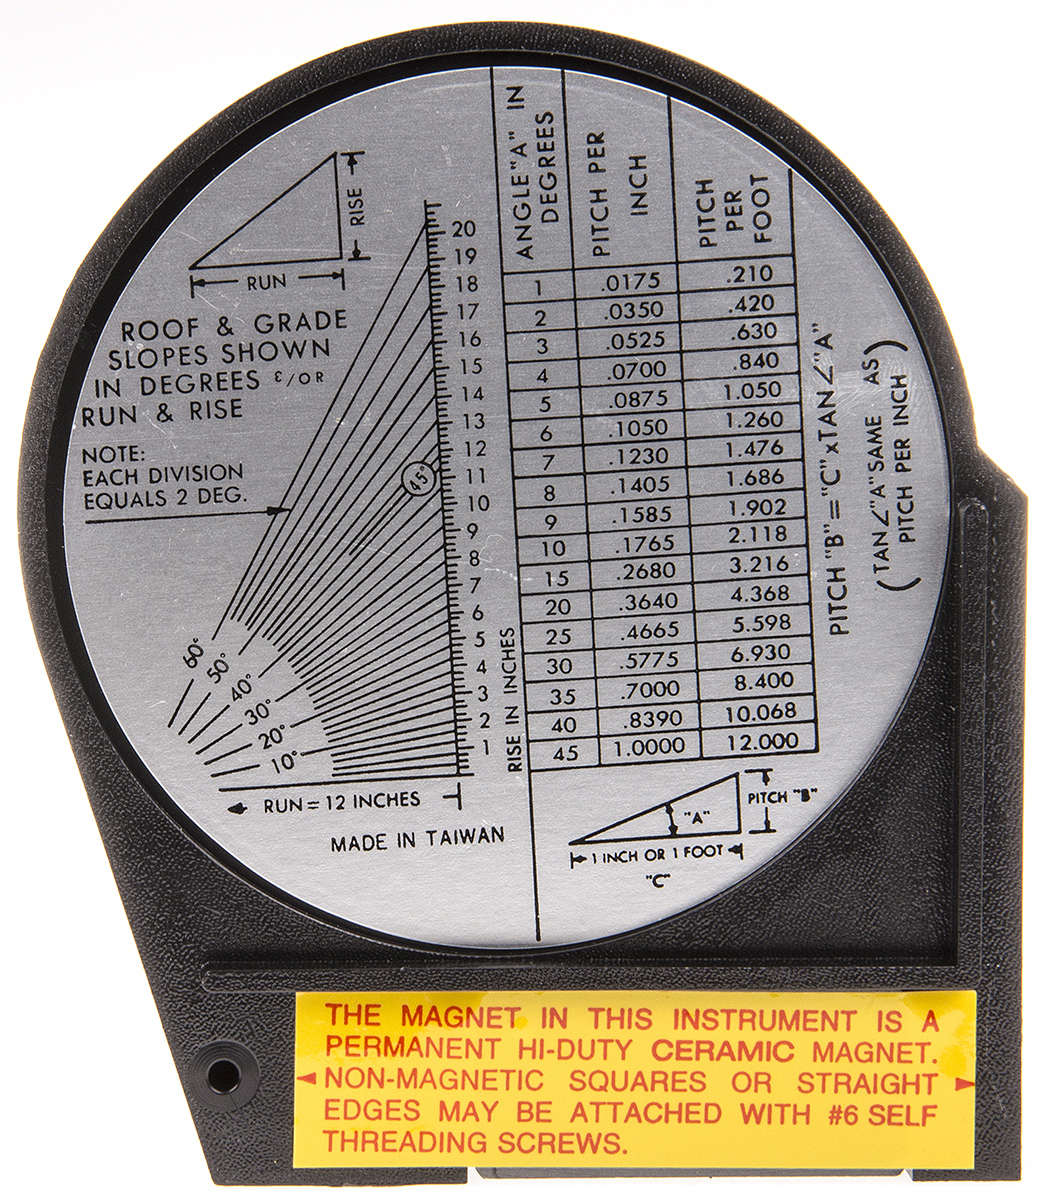 RISE
RUN
ROOF & GRADE
SLOPES SHOWN
IN DEGREES &/OR
RUN & RISE
NOTE:
EACH DIVISION
EQUALS 2 DEG.
20
19
18
17
16
15
14
13
12
11
10
9
8
7
6
5
4
3
2
1
45°
60°
50°
40°
30°
20°
10°
RISE IN INCHES
RUN = 12 INCHES
MADE IN TAIWAN
ANGLE "A" IN DEGREES PITCH PER INCH PITCH PER FOOT
1 .0175 .210
2 .0350 .420
3 .0525 .630
4 .0700 .840
5 .0875 1.050
6 .1050 1.260
7 .1230 1.476
8 .1405 1.686
9 .1585 1.902
10 .1765 2.118
15 .2680 3.216
20 .3640 4.368
25 .4665 5.598
30 .5775 6.930
35 .7000 8.400
40 .8390 10.068
45 1.0000 12.000
PITCH "B" = "C" x TAN∠"A"
(TAN∠"A" SAME AS
PITCH PER INCH)
"A"
PITCH "B"
1 INCH OR 1 FOOT
"C"
THE MAGNET IN THIS INSTRUMENT IS A
PERMANENT HI-DUTY CERAMIC MAGNET.
NON-MAGNETIC SQUARES OR STRAIGHT
EDGES MAY BE ATTACHED WITH #6 SELF
THREADING SCREWS.